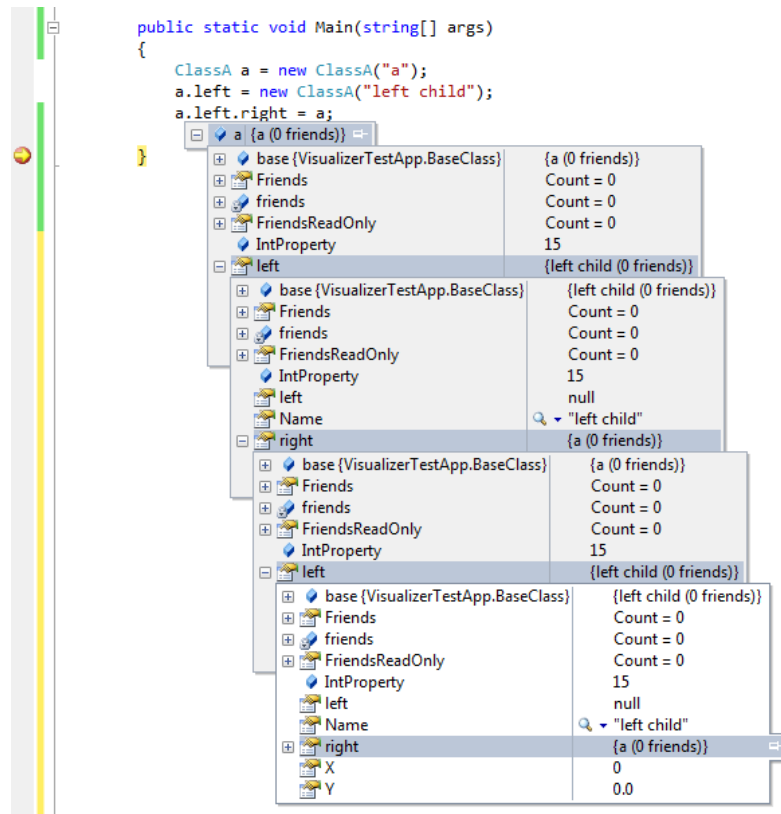 public static void Main(string[] args)
{
ClassA a = new ClassA("a");
a.left = new ClassA("left child");
a.left.right = a;
a {a (0 friends)}
}
base {VisualizerTestApp.BaseClass} {a (0 friends)}
Friends Count = 0
friends Count = 0
FriendsReadOnly Count = 0
IntProperty 15
left {left child (0 friends)}
base {VisualizerTestApp.BaseClass} {left child (0 friends)}
Friends Count = 0
friends Count = 0
FriendsReadOnly Count = 0
IntProperty 15
left null
Name "left child"
right {a (0 friends)}
base {VisualizerTestApp.BaseClass} {a (0 friends)}
Friends Count = 0
friends Count = 0
FriendsReadOnly Count = 0
IntProperty 15
left {left child (0 friends)}
base {VisualizerTestApp.BaseClass} {left child (0 friends)}
Friends Count = 0
friends Count = 0
FriendsReadOnly Count = 0
IntProperty 15
left null
Name "left child"
right {a (0 friends)}
X 0
Y 0.0